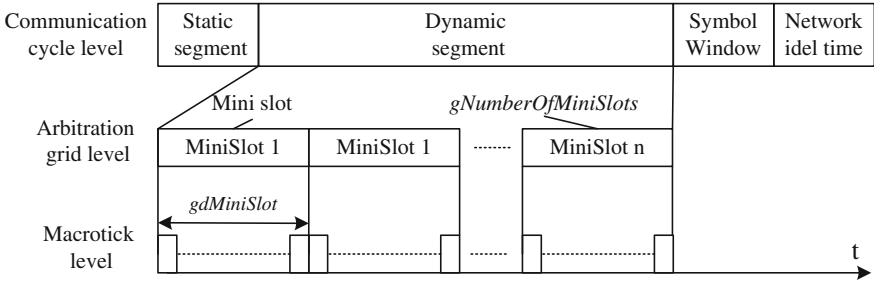 Communication
cycle level
Static
segment
Dynamic
segment
Symbol
Window
Network
idel time
Mini slot
gNumberOfMiniSlots
Arbitration
grid level
MiniSlot 1
MiniSlot 1
MiniSlot n
gdMiniSlot
Macrotick
level
t